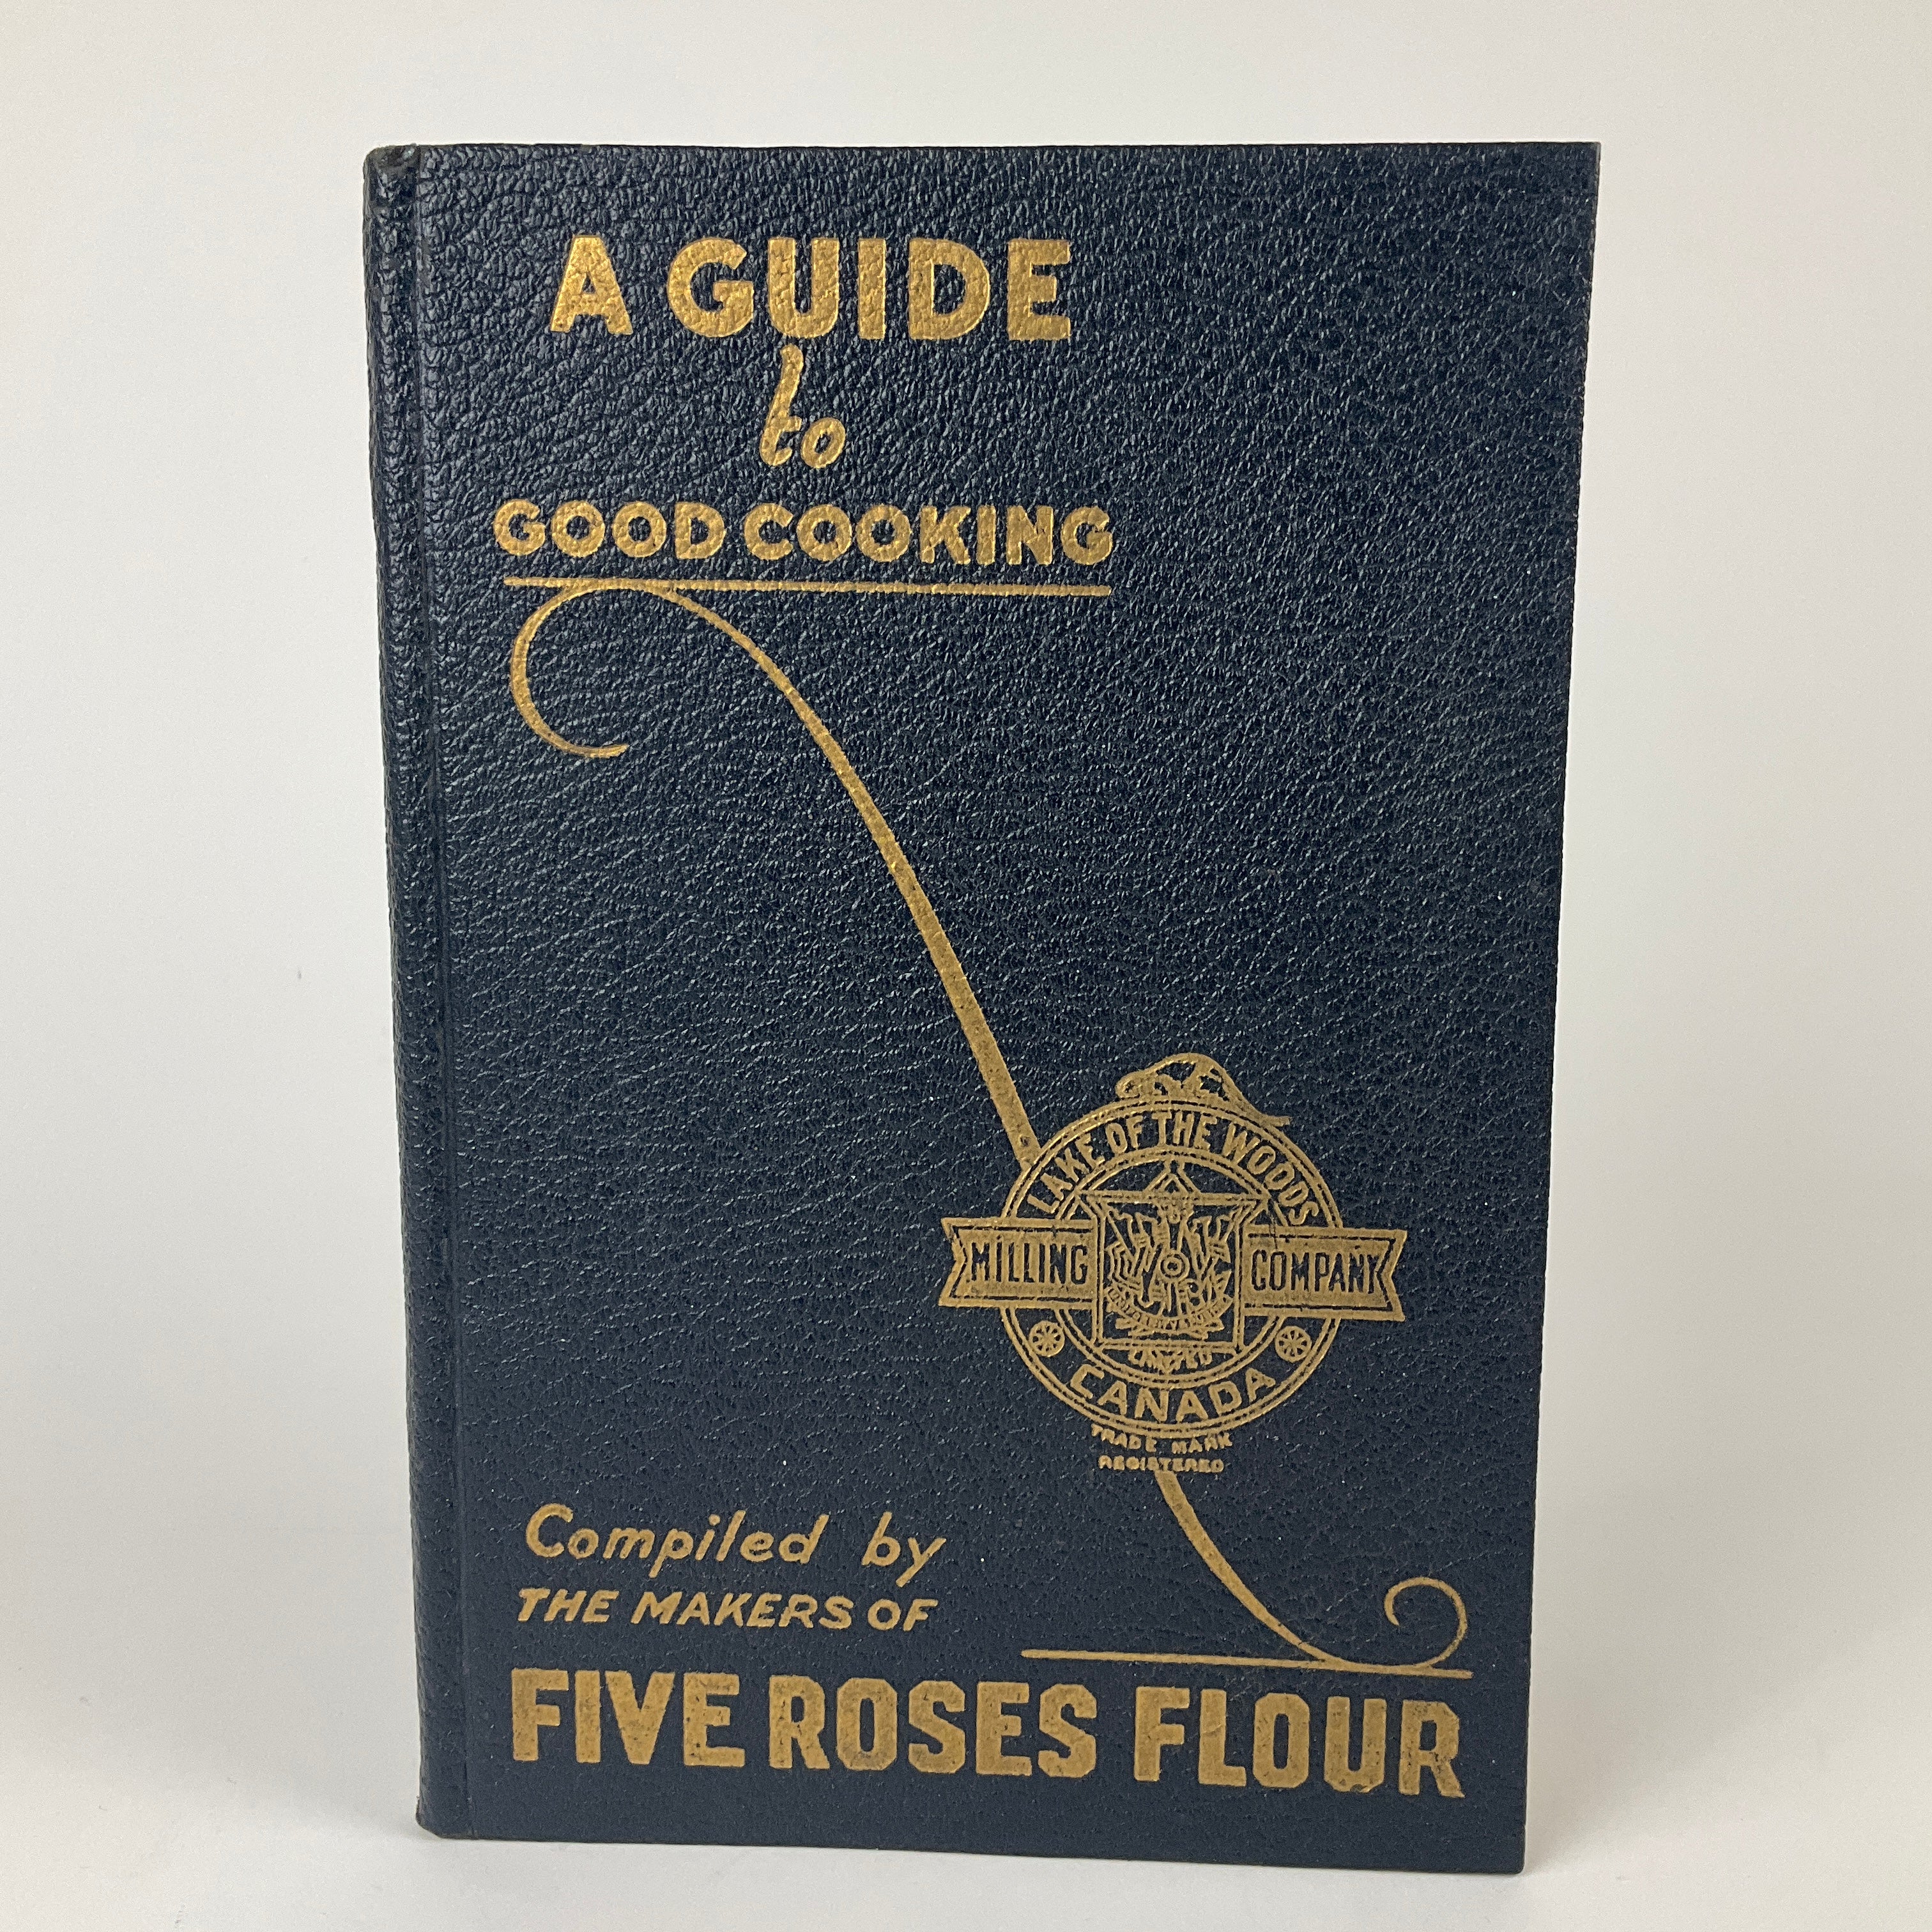 A GUIDE
to
GOOD COOKING
LAKE OF THE WOODS
MILLING COMPANY
LIMITED
CANADA
TRADE MARK
REGISTERED
Compiled by
THE MAKERS OF
FIVE ROSES FLOUR